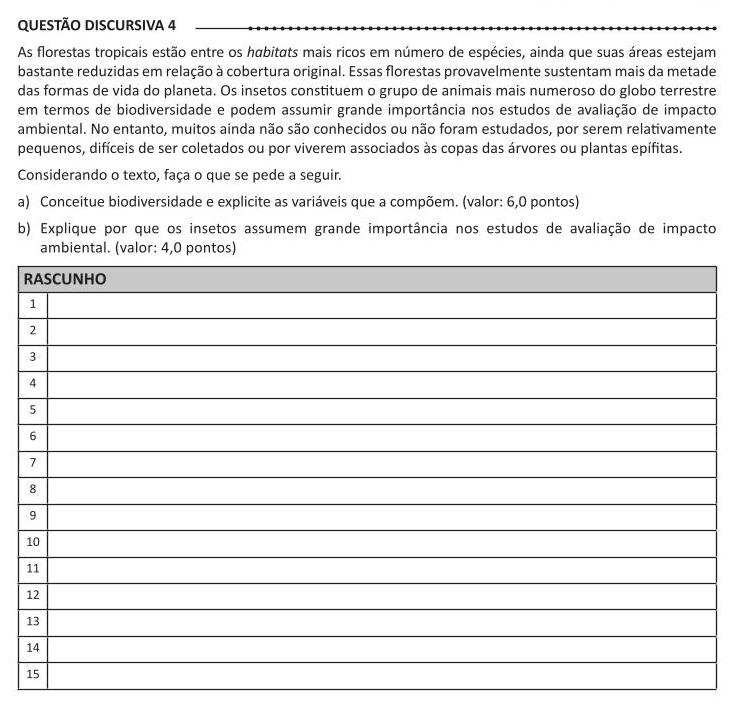 QUESTÃO DISCURSIVA 4
As florestas tropicais estão entre os habitats mais ricos em número de espécies, ainda que suas áreas estejam
bastante reduzidas em relação à cobertura original. Essas florestas provavelmente sustentam mais da metade
das formas de vida do planeta. Os insetos constituem o grupo de animais mais numeroso do globo terrestre
em termos de biodiversidade e podem assumir grande importância nos estudos de avaliação de impacto
ambiental. No entanto, muitos ainda não são conhecidos ou não foram estudados, por serem relativamente
pequenos, difíceis de ser coletados ou por viverem associados às copas das árvores ou plantas epífitas.
Considerando o texto, faça o que se pede a seguir.
a) Conceitue biodiversidade e explicite as variáveis que a compõem. (valor: 6,0 pontos)
b) Explique por que os insetos assumem grande importância nos estudos de avaliação de impacto
ambiental. (valor: 4,0 pontos)
RASCUNHO
1
2
3
4
5
6
7
8
9
10
11
12
13
14
15